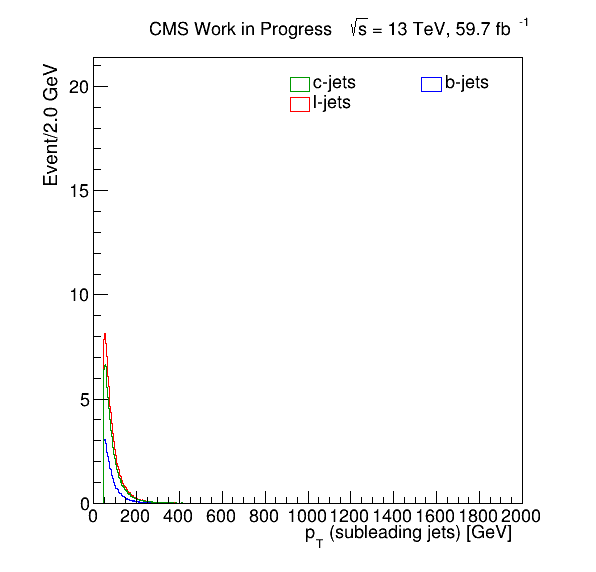 CMS Work in Progress √s = 13 TeV, 59.7 fb -1
Event/2.0 GeV
c-jets b-jets
l-jets
20
15
10
5
0
0 200 400 600 800 1000 1200 1400 1600 1800 2000
pT (subleading jets) [GeV]